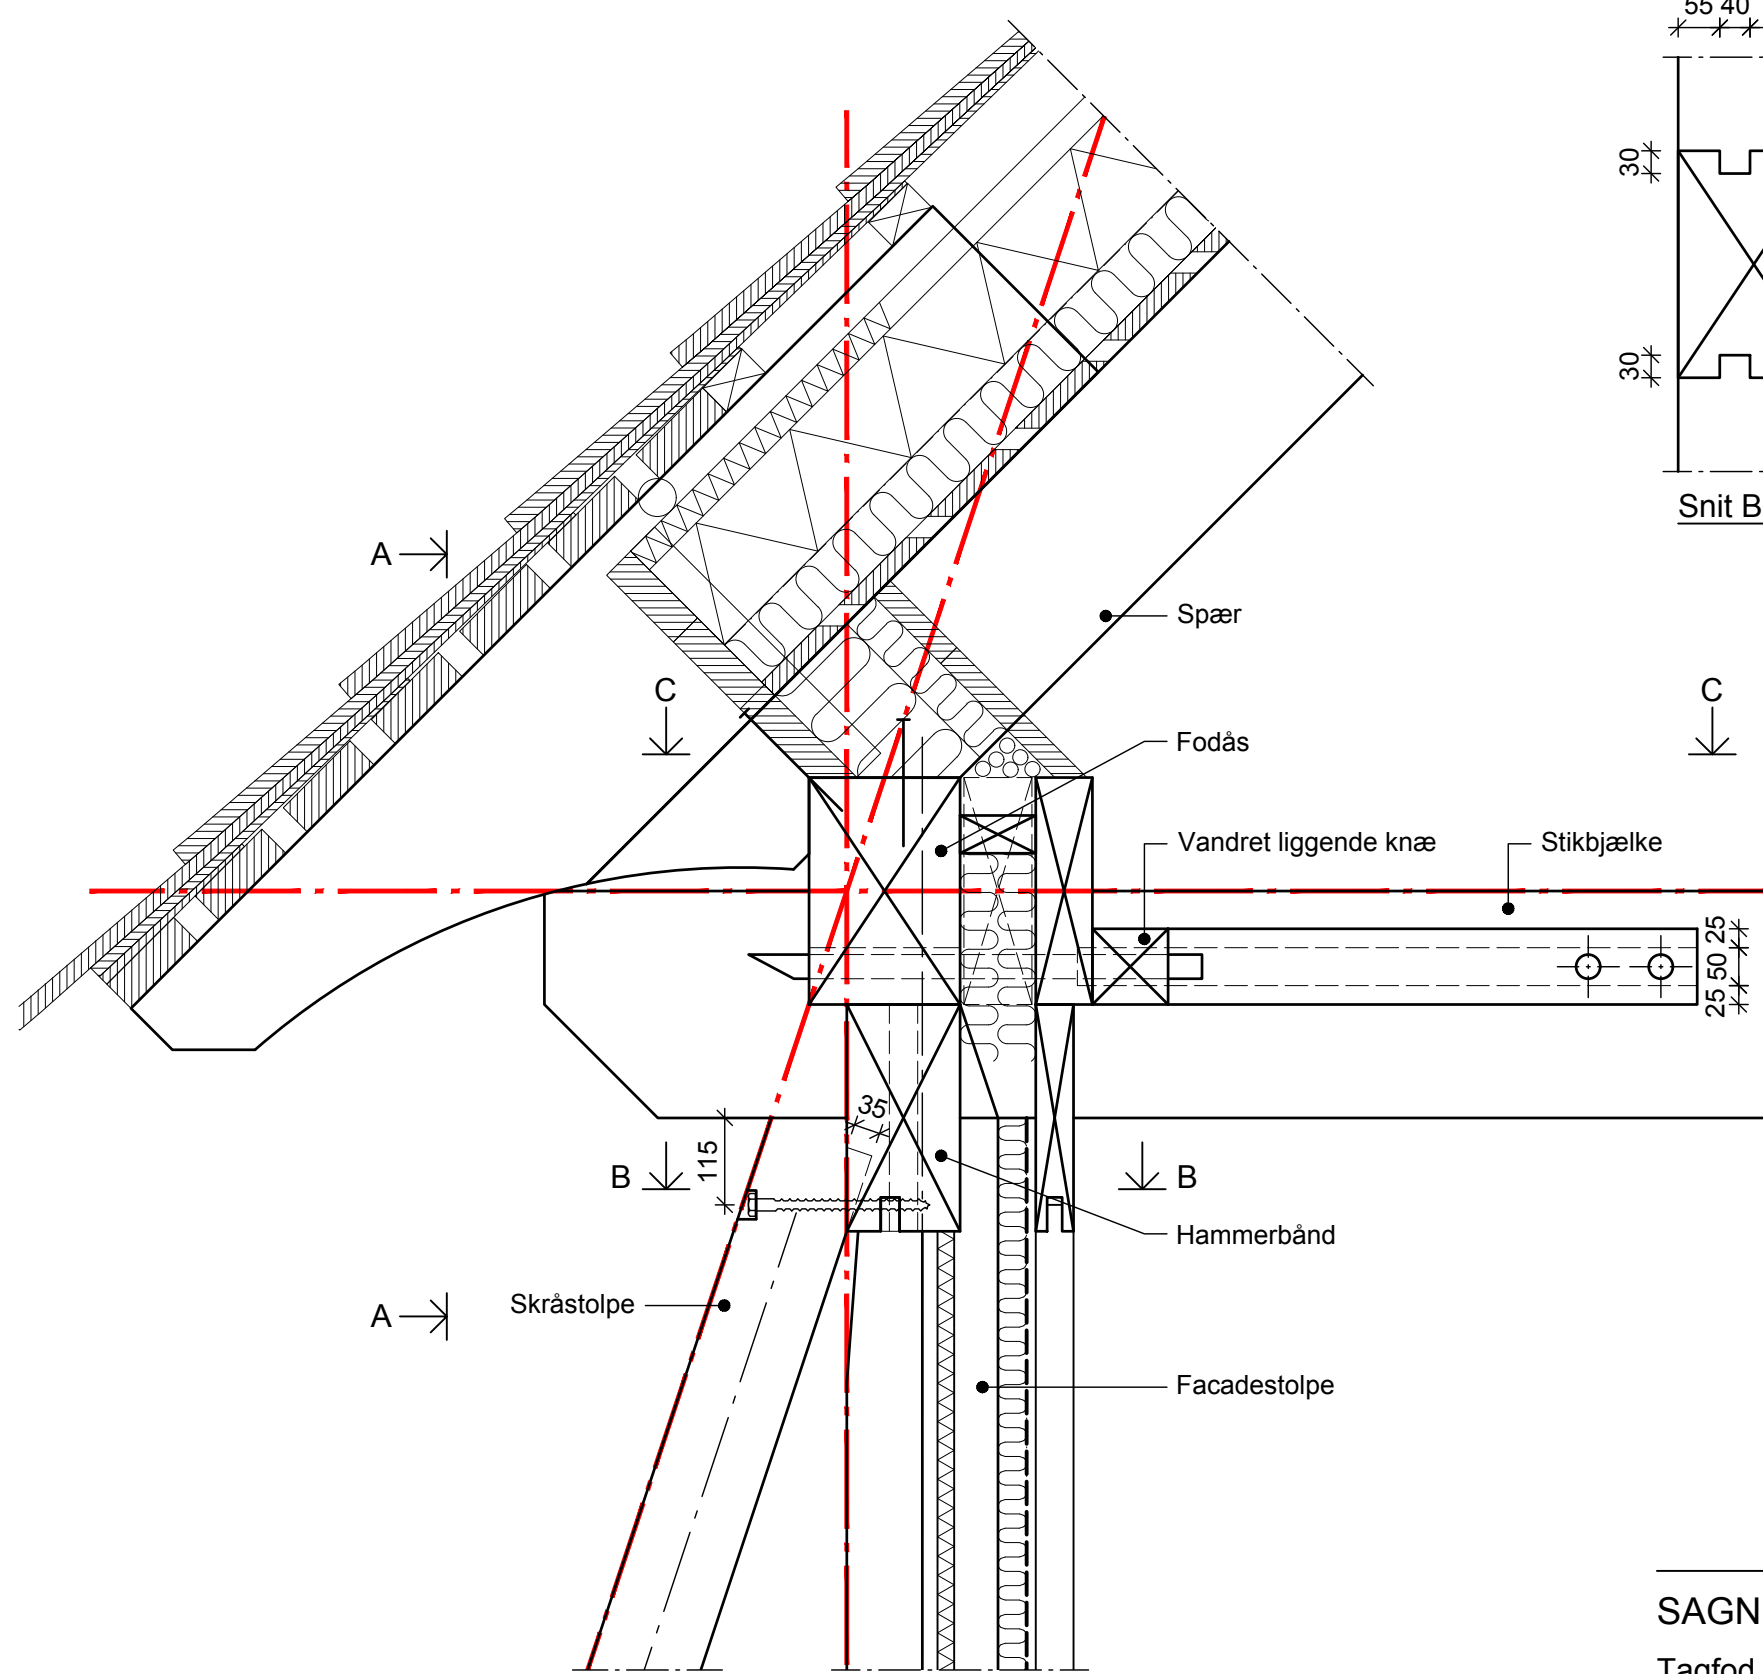 55 40
30
30
Snit B
A
Spær
C
C
Fodås
Vandret liggende knæ
Stikbjælke
25 50 25
35
115
B
B
Hammerbånd
Skråstolpe
A
Facadestolpe
SAGN
Tagfod